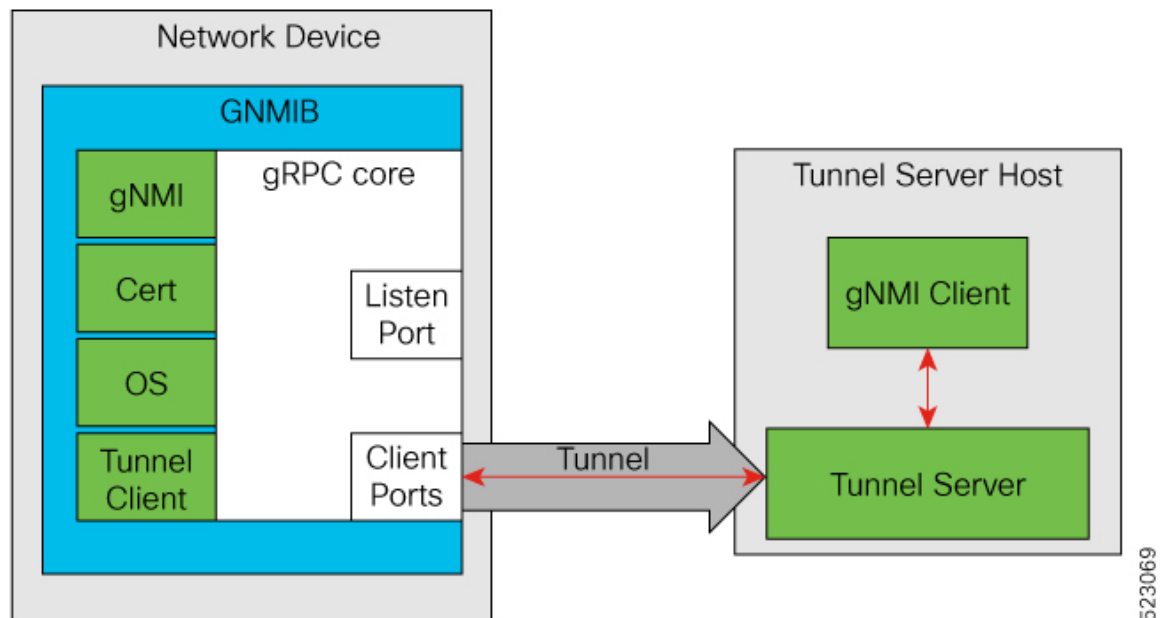 Network Device
GNMIB
gNMI
gRPC core
Cert
Listen
Port
OS
Tunnel
Client
Client
Ports
Tunnel
Tunnel Server Host
gNMI Client
Tunnel Server
523069